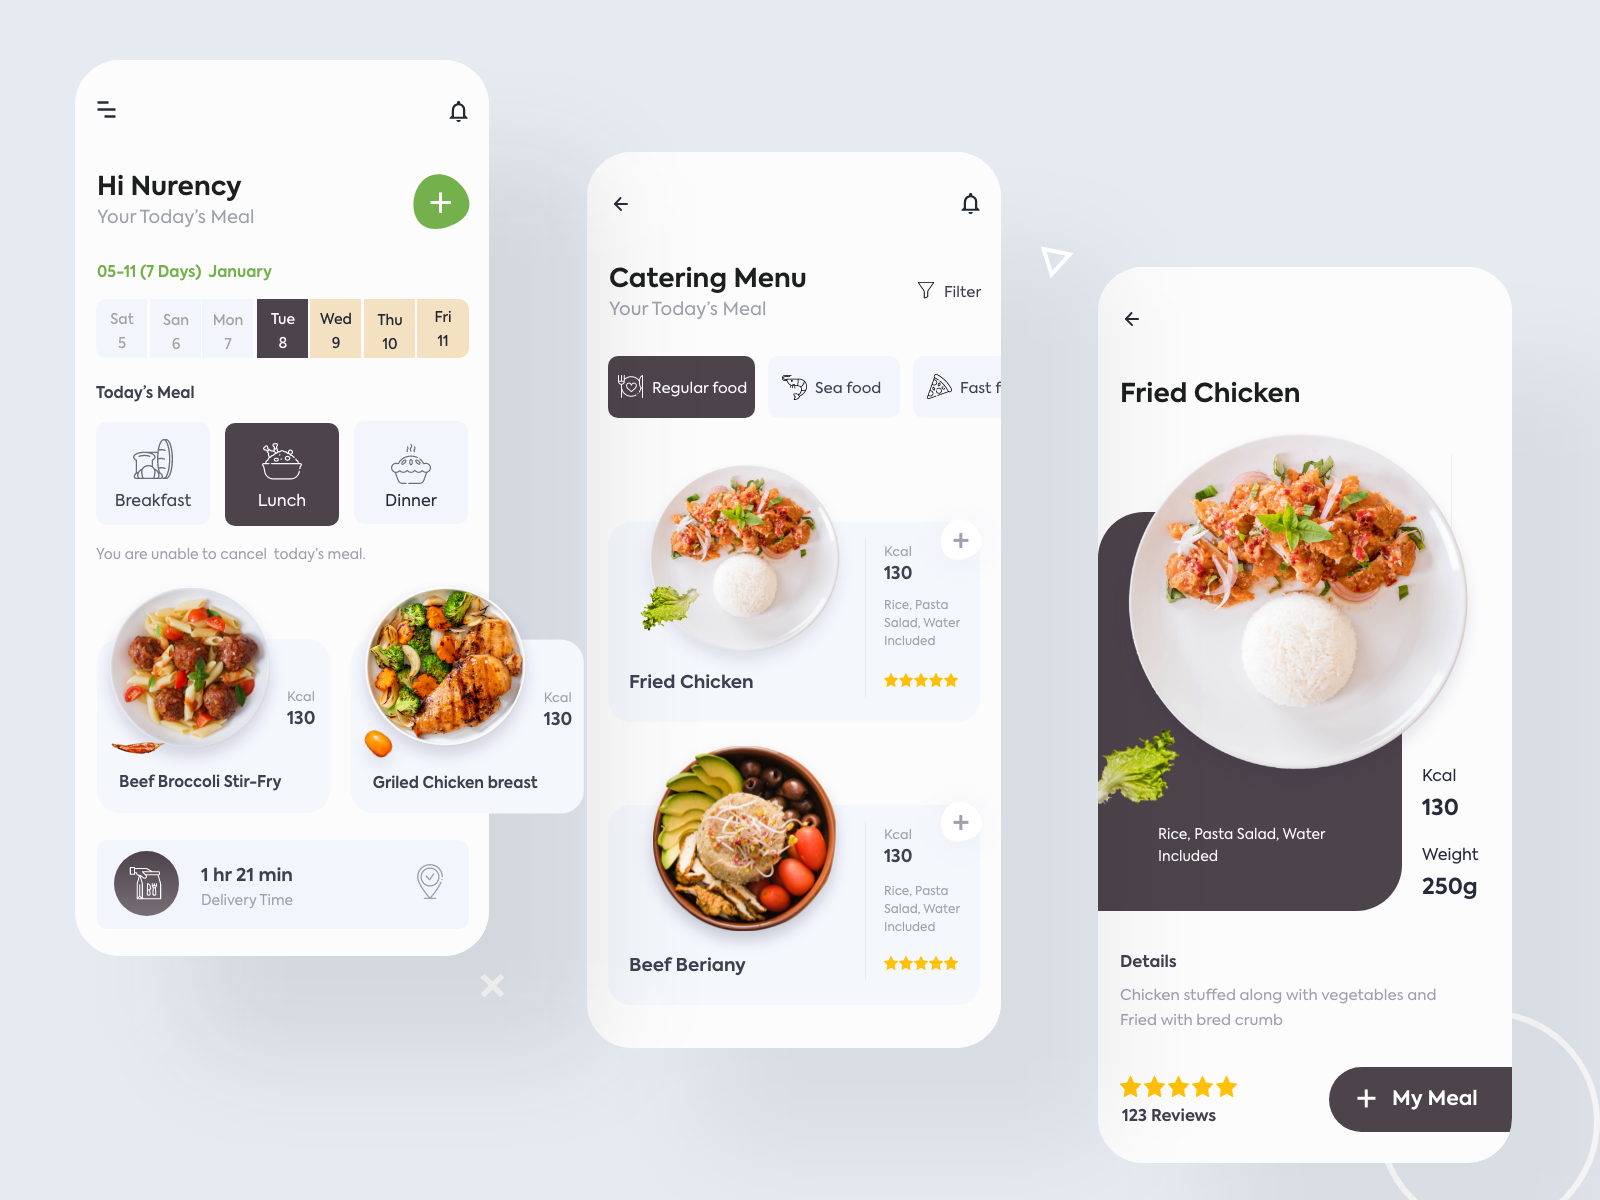 Hi Nurency
Your Today's Meal
05-11 (7 Days) January
Sat San Mon Tue Wed Thu Fri
5 6 7 8 9 10 11
Today's Meal
Breakfast Lunch Dinner
You are unable to cancel today's meal.
Kcal
130
Beef Broccoli Stir-Fry
Kcal
130
Griled Chicken breast
1 hr 21 min
Delivery Time
Catering Menu
Your Today's Meal
Filter
Regular food Sea food Fast f
Kcal
130
Rice, Pasta
Salad, Water
Included
Fried Chicken
Kcal
130
Rice, Pasta
Salad, Water
Included
Beef Beriany
Fried Chicken
Rice, Pasta Salad, Water
Included
Kcal
130
Weight
250g
Details
Chicken stuffed along with vegetables and
Fried with bred crumb
123 Reviews
My Meal